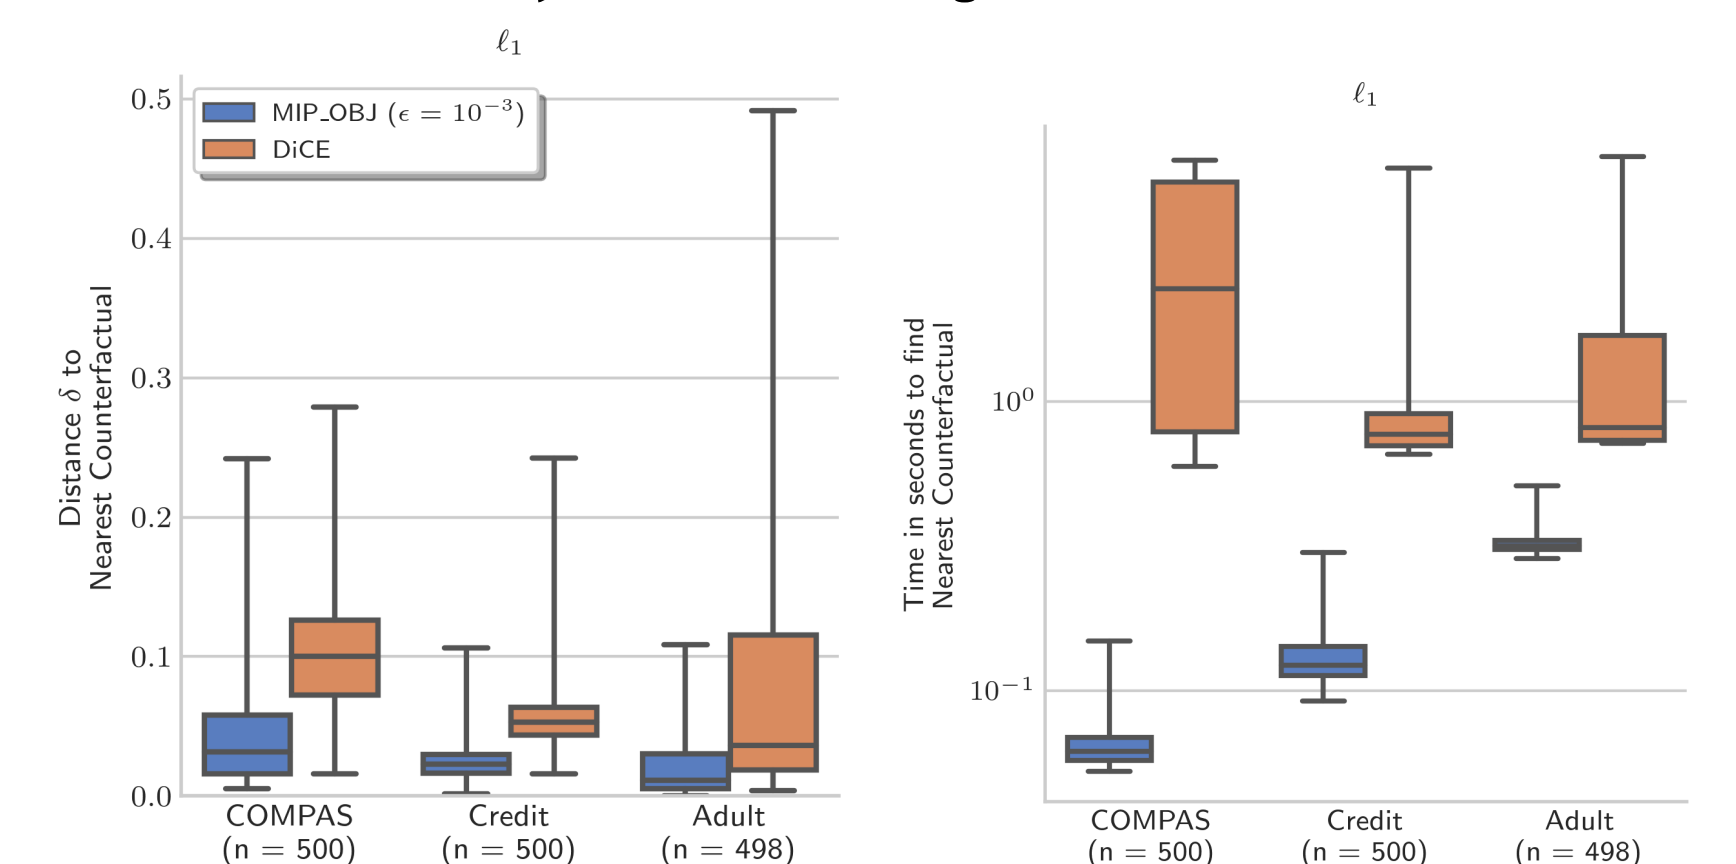 ℓ₁
0.5
0.4
0.3
0.2
0.1
0.0
Distance δ to
Nearest Counterfactual
MIP_OBJ (ϵ = 10⁻³)
DiCE
COMPAS
(n = 500)
Credit
(n = 500)
Adult
(n = 498)
ℓ₁
10⁰
10⁻¹
Time in seconds to find
Nearest Counterfactual
COMPAS
(n = 500)
Credit
(n = 500)
Adult
(n = 498)